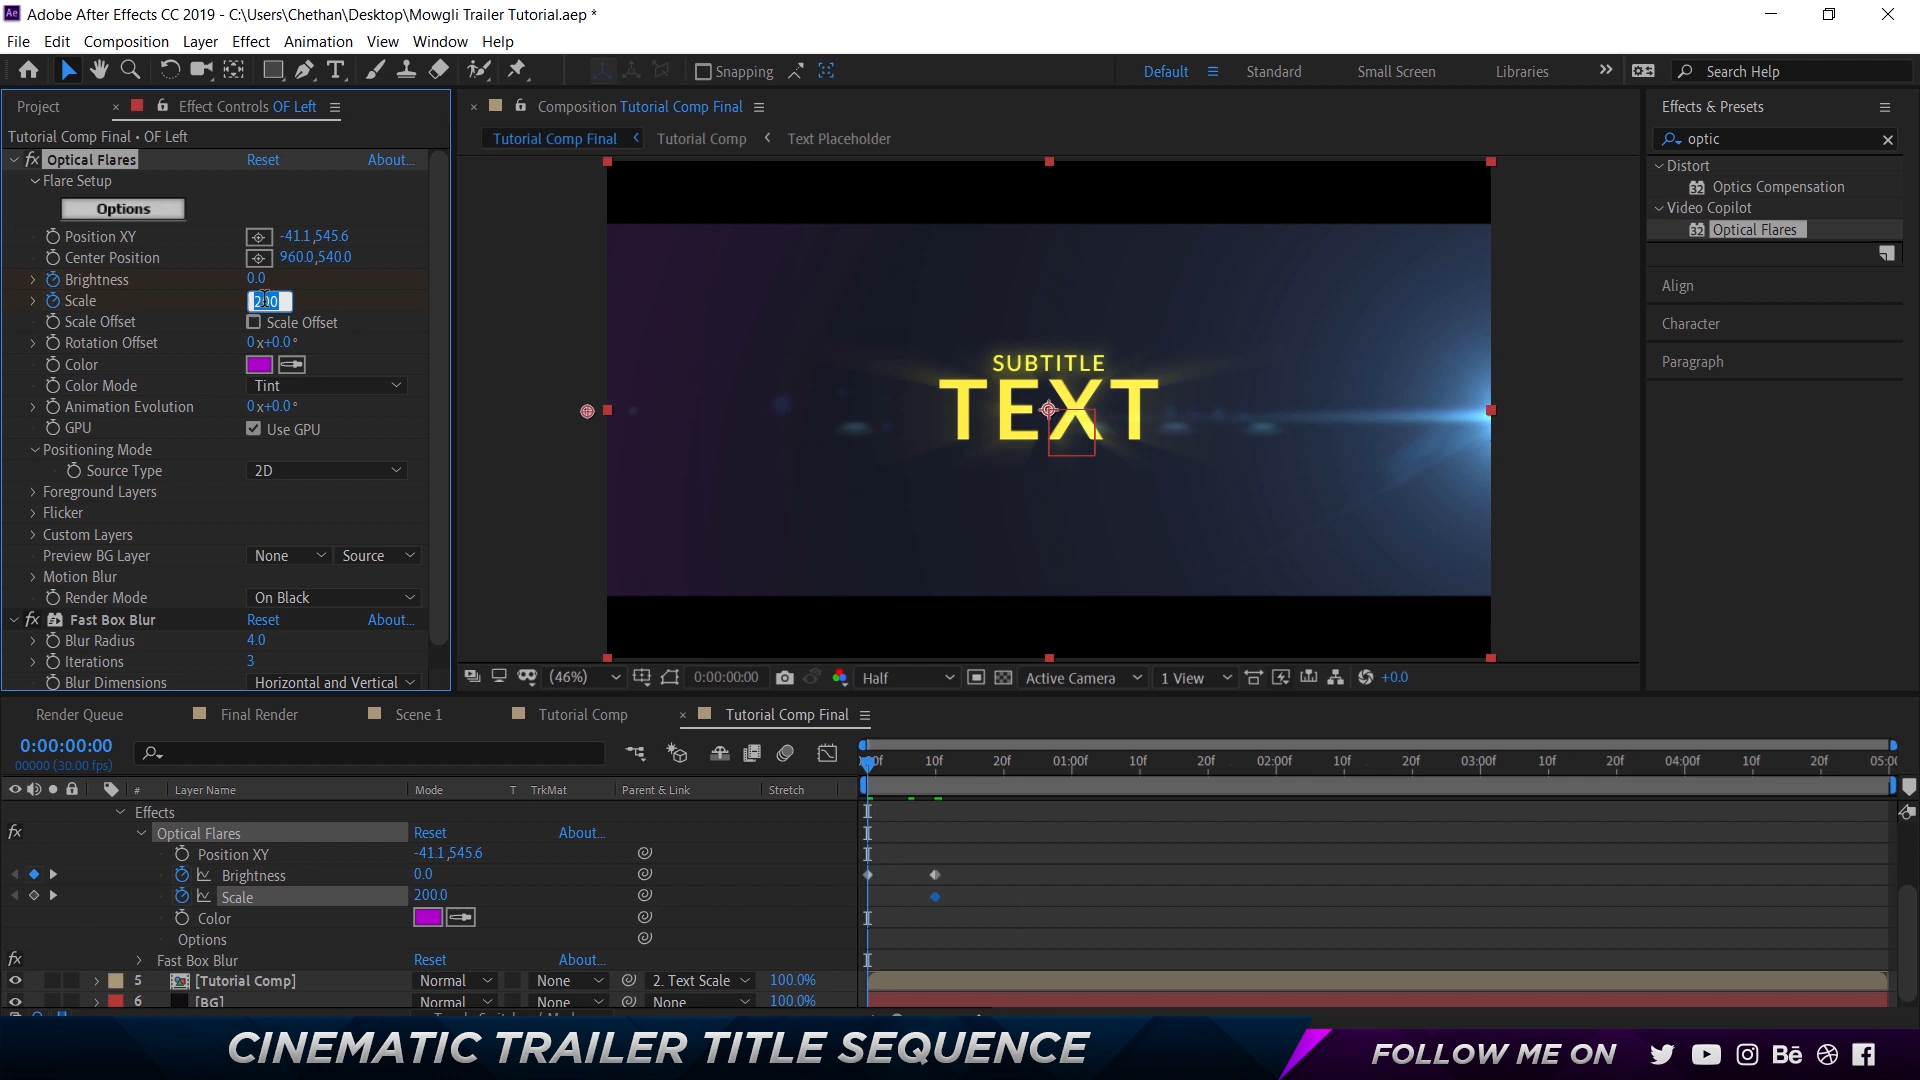 Adobe After Effects CC 2019 - C:\Users\Chethan\Desktop\Mowgli Trailer Tutorial.aep *
File Edit Composition Layer Effect Animation View Window Help
Snapping Default Standard Small Screen Libraries Search Help
Project Effect Controls OF Left
Composition Tutorial Comp Final
Effects & Presets
Tutorial Comp Final • OF Left
Tutorial Comp Final Tutorial Comp Text Placeholder
optic
Optical Flares Reset About...
Flare Setup
Options
Position XY -41.1,545.6
Center Position 960.0,540.0
Brightness 0.0
Scale 200
Scale Offset Scale Offset
Rotation Offset 0x+0.0°
Color
Color Mode Tint
Animation Evolution 0x+0.0°
GPU Use GPU
Positioning Mode
Source Type 2D
Foreground Layers
Flicker
Custom Layers
Preview BG Layer None Source
Motion Blur
Render Mode On Black
Fast Box Blur Reset About...
Blur Radius 4.0
Iterations 3
Blur Dimensions Horizontal and Vertical
SUBTITLE
TEXT
(46%) 0:00:00:00 Half Active Camera 1 View +0.0
Distort
32 Optics Compensation
Video Copilot
32 Optical Flares
Align
Character
Paragraph
Render Queue Final Render Scene 1 Tutorial Comp Tutorial Comp Final
0:00:00:00
00000 (30.00 fps)
10f 20f 01:00f 10f 20f 02:00f 10f 20f 03:00f 10f 20f 04:00f 10f 20f
# Layer Name Mode T TrkMat Parent & Link Stretch
Effects
fx Optical Flares Reset About...
Position XY -41.1,545.6
Brightness 0.0
Scale 200.0
Color
Options
fx Fast Box Blur Reset About...
5 [Tutorial Comp] Normal None 2. Text Scale 100.0%
6 [BG] Normal None None 100.0%
CINEMATIC TRAILER TITLE SEQUENCE
FOLLOW ME ON